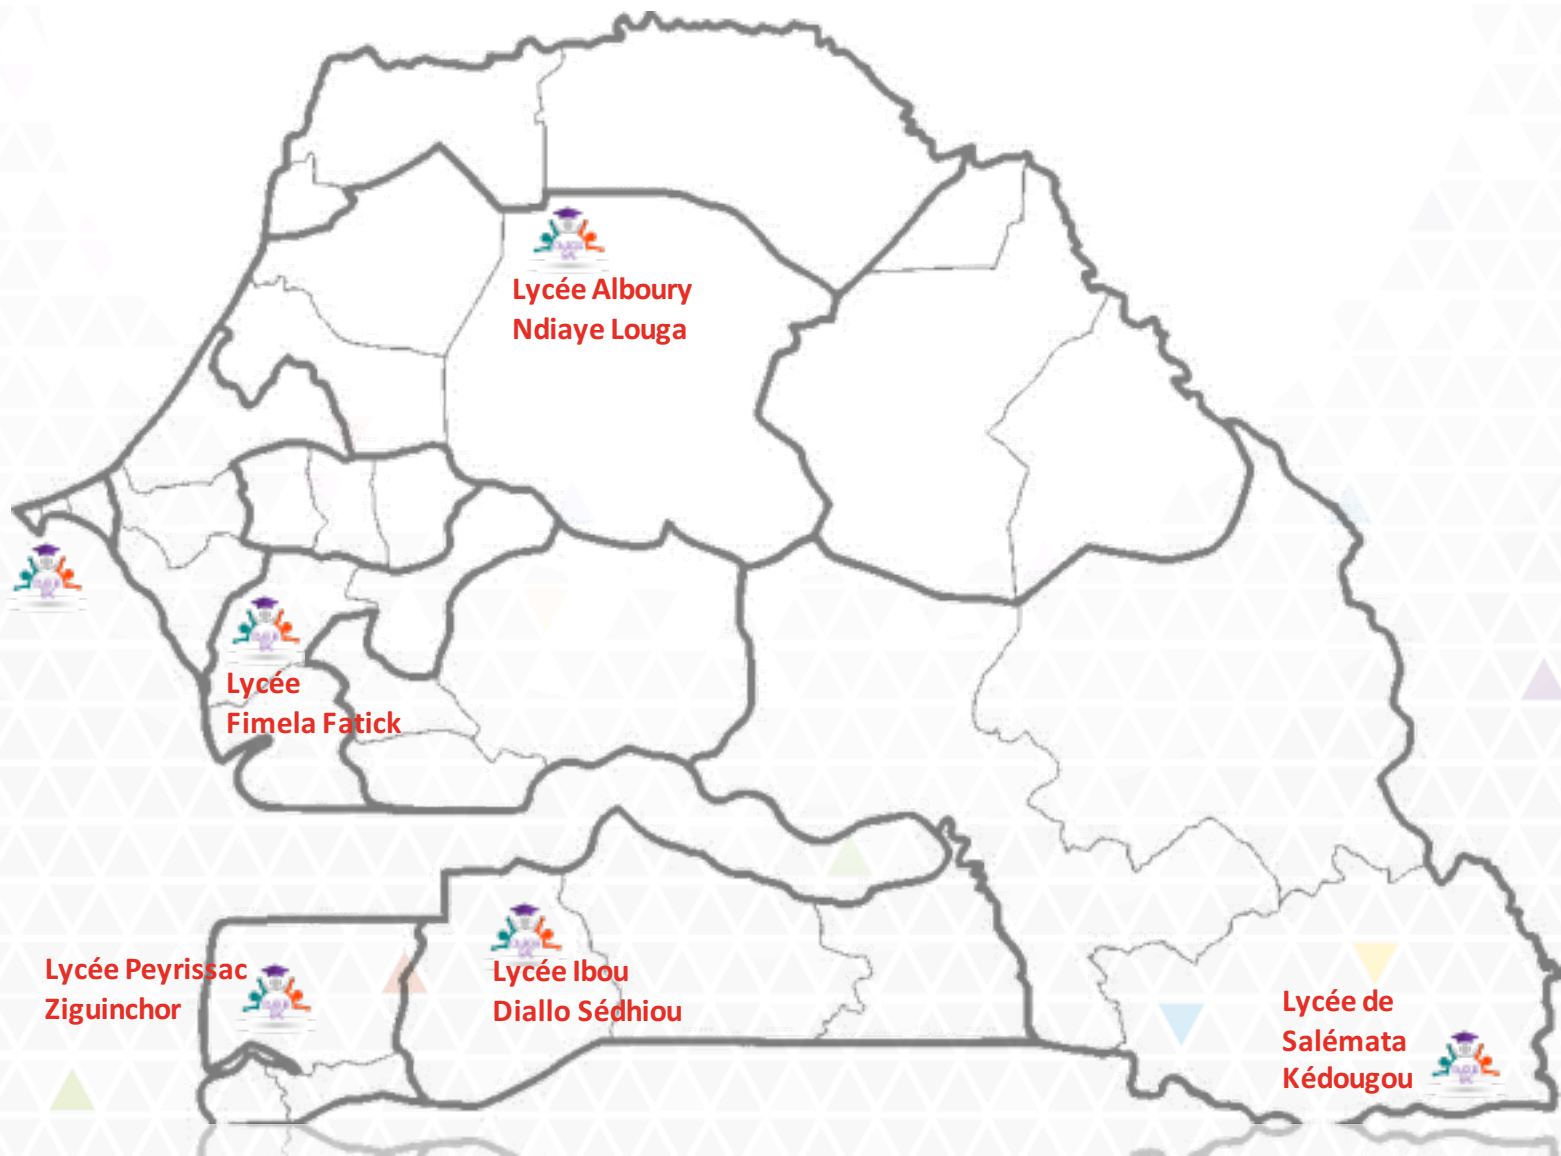 Lycée Alboury
Ndiaye Louga
Lycée
Fimela Fatick
Lycée Peyrissac
Ziguinchor
Lycée Ibou
Diallo Sédhiou
Lycée de
Salémata
Kédougou